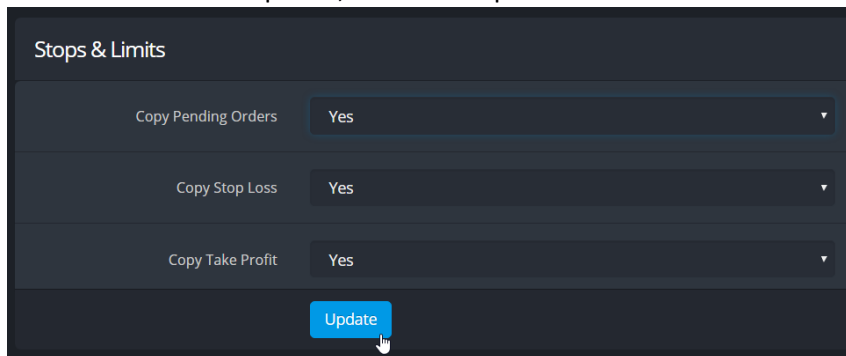 Stops & Limits
Copy Pending Orders Yes
Copy Stop Loss Yes
Copy Take Profit Yes
Update